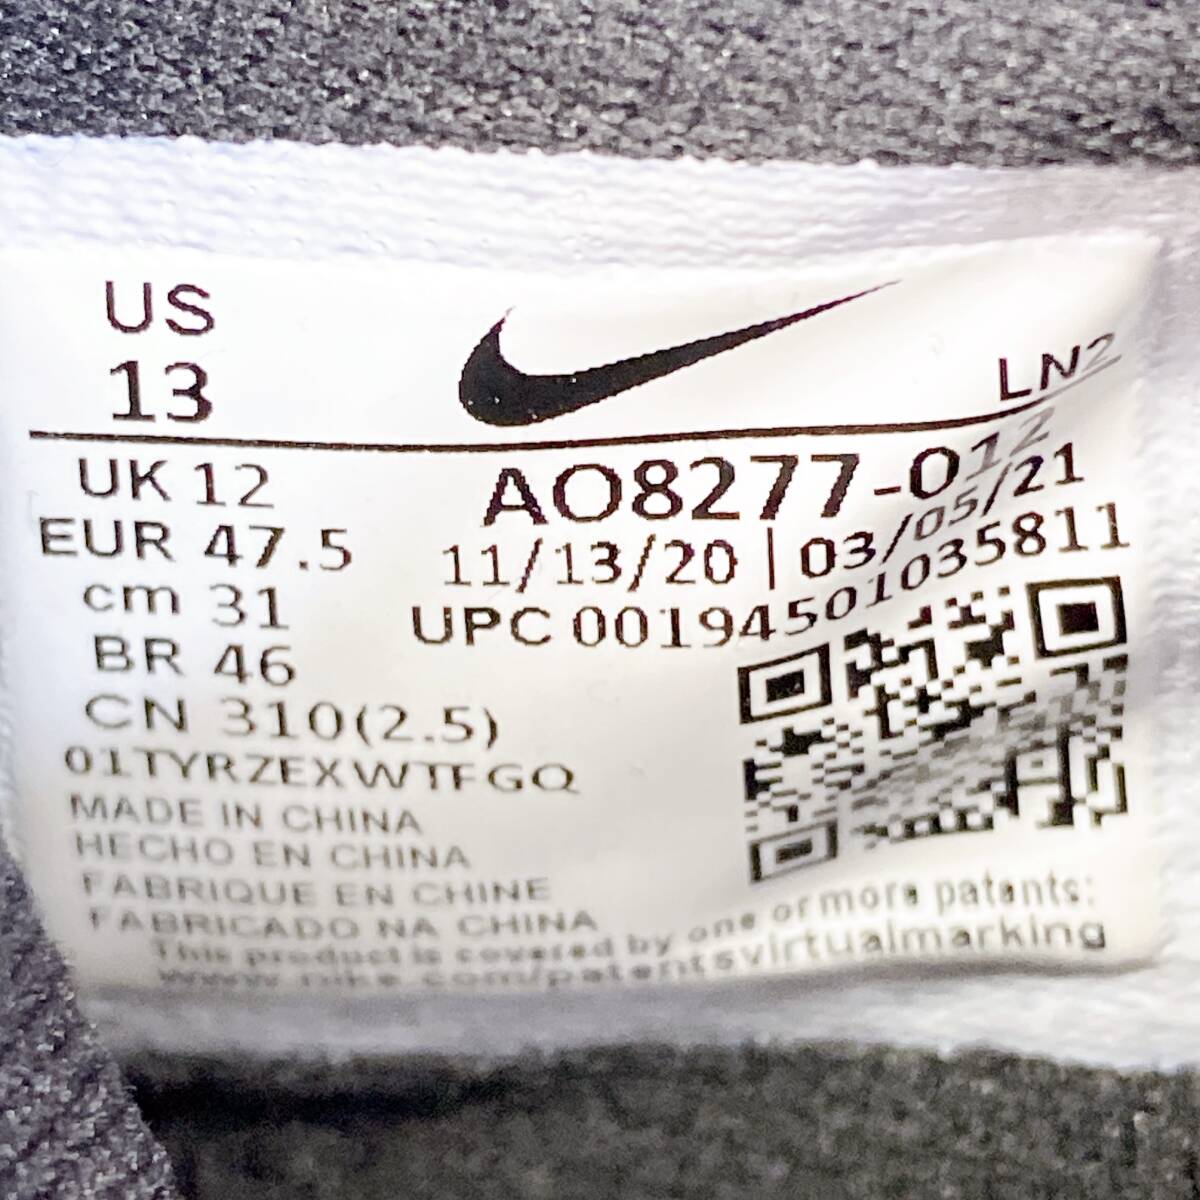 US
13
LN2
UK 12
EUR 47.5
cm 31
BR 46
CN 310(2.5)
AO8277-012
11/13/20 | 03/05/21
UPC 00194501035811
01TYRZEXWTFGQ
MADE IN CHINA
HECHO EN CHINA
FABRIQUE EN CHINE
FABRICADO NA CHINA
This product is covered by one or more patents:
www.nike.com/patentsvirtualmarking